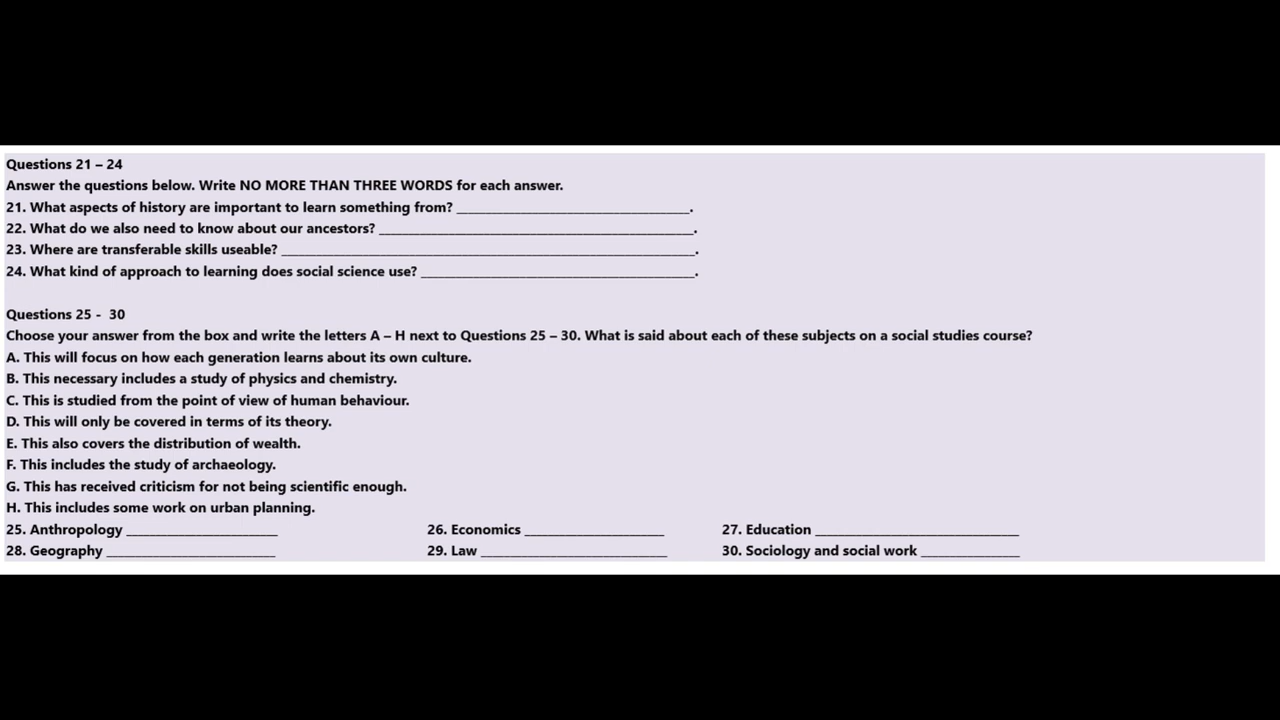 Questions 21 – 24
Answer the questions below. Write NO MORE THAN THREE WORDS for each answer.
21. What aspects of history are important to learn something from? ______________________________.
22. What do we also need to know about our ancestors? ________________________________________.
23. Where are transferable skills useable? _____________________________________________________.
24. What kind of approach to learning does social science use? ___________________________________.
Questions 25 -  30
Choose your answer from the box and write the letters A – H next to Questions 25 – 30. What is said about each of these subjects on a social studies course?
A. This will focus on how each generation learns about its own culture.
B. This necessary includes a study of physics and chemistry.
C. This is studied from the point of view of human behaviour.
D. This will only be covered in terms of its theory.
E. This also covers the distribution of wealth.
F. This includes the study of archaeology.
G. This has received criticism for not being scientific enough.
H. This includes some work on urban planning.
25. Anthropology ____________________ 26. Economics __________________ 27. Education __________________________
28. Geography ______________________ 29. Law ________________________ 30. Sociology and social work _____________